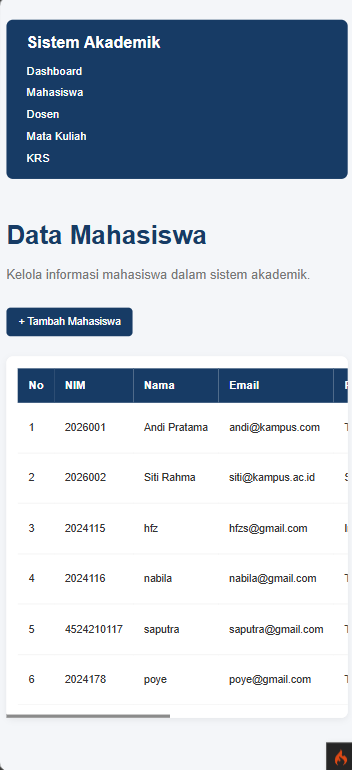 Sistem Akademik
Dashboard
Mahasiswa
Dosen
Mata Kuliah
KRS
Data Mahasiswa
Kelola informasi mahasiswa dalam sistem akademik.
+ Tambah Mahasiswa
No NIM Nama Email
1 2026001 Andi Pratama andi@kampus.com
2 2026002 Siti Rahma siti@kampus.ac.id
3 2024115 hfz hfzs@gmail.com
4 2024116 nabila nabila@gmail.com
5 4524210117 saputra saputra@gmail.com
6 2024178 poye poye@gmail.com